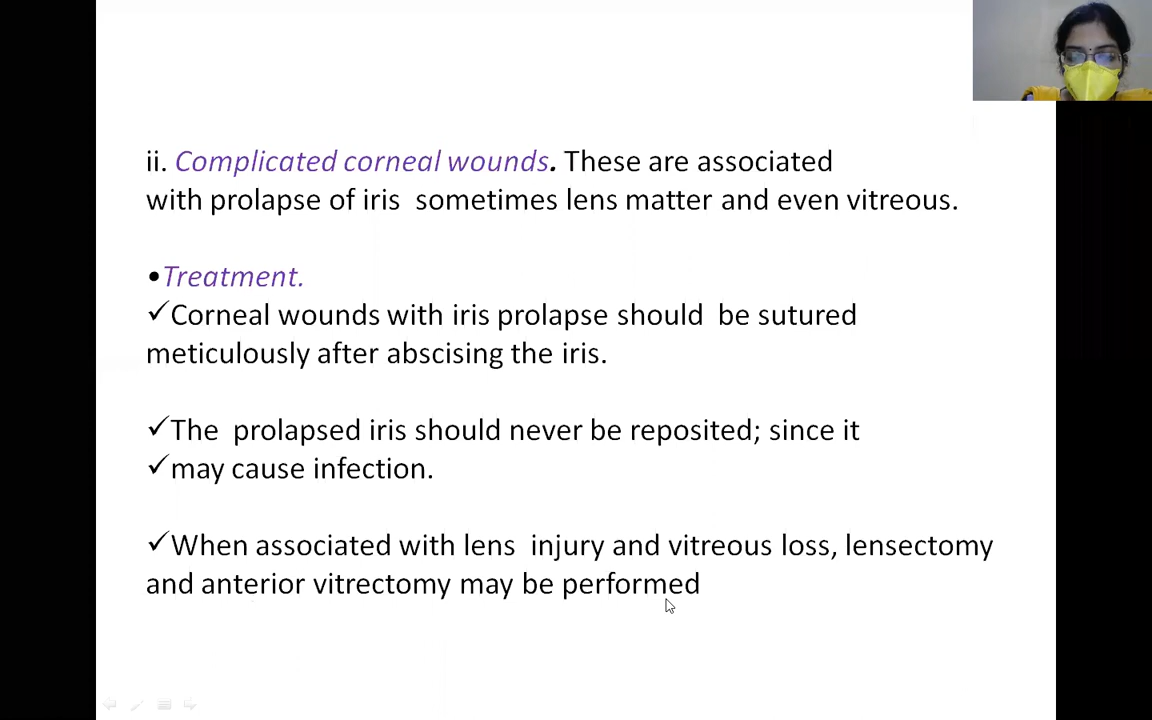 ii. Complicated corneal wounds. These are associated
with prolapse of iris  sometimes lens matter and even vitreous.
•Treatment.
✓Corneal wounds with iris prolapse should  be sutured
meticulously after abscising the iris.
✓The  prolapsed iris should never be reposited; since it
✓may cause infection.
✓When associated with lens  injury and vitreous loss, lensectomy
and anterior vitrectomy may be performed